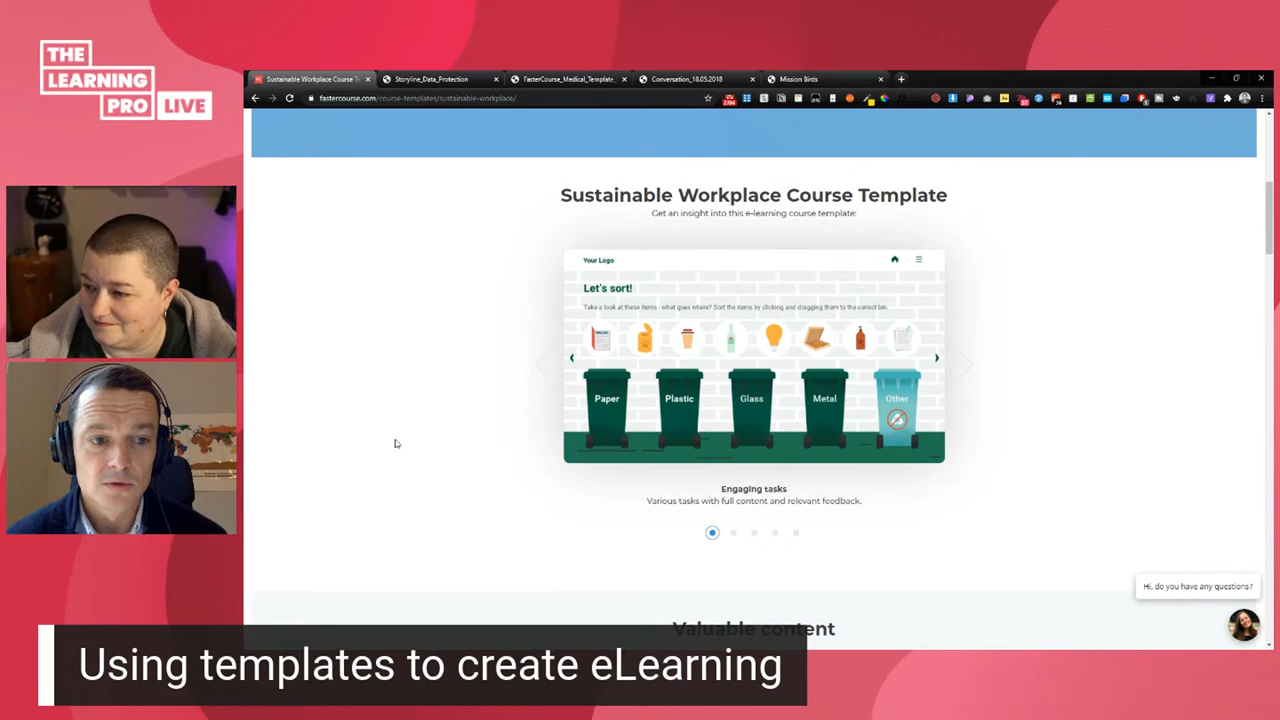 THE
LEARNING
PRO LIVE
Sustainable Workplace Course Te
Storyline_Data_Protection
FasterCourse_Medical_Template_
Conversation_18.05.2018
Mission Birds
fastercourse.com/course-templates/sustainable-workplace/
Sustainable Workplace Course Template
Get an insight into this e-learning course template:
Your Logo
Let's sort!
Take a look at these items - what goes where? Sort the items by clicking and dragging them to the correct bin.
Paper
Plastic
Glass
Metal
Other
Engaging tasks
Various tasks with full content and relevant feedback.
Hi, do you have any questions?
Valuable content
Using templates to create eLearning